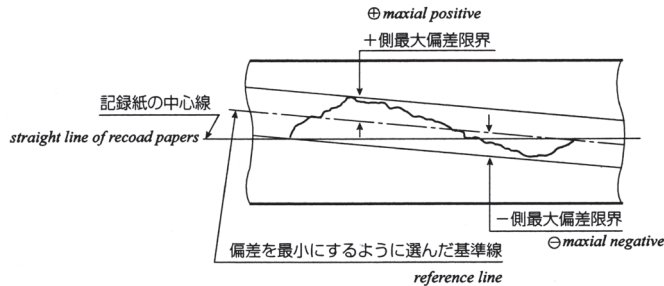 ⊕ maxial positive
＋側最大偏差限界
記録紙の中心線
straight line of recoad papers
－側最大偏差限界
⊖ maxial negative
偏差を最小にするように選んだ基準線
reference line